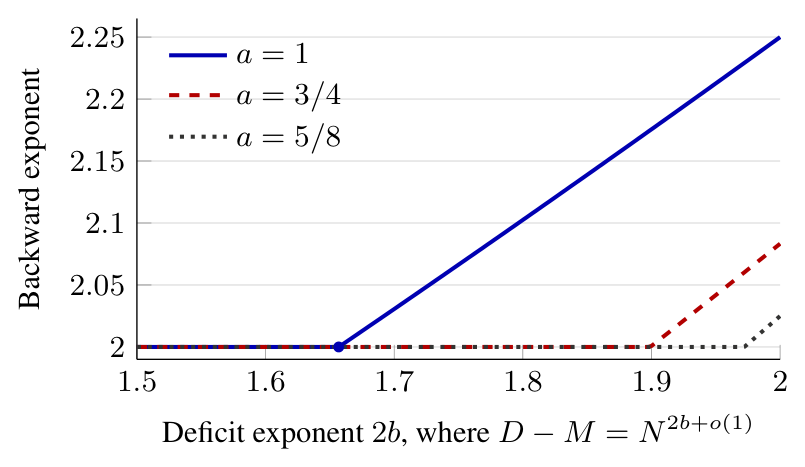 2.25
2.2
2.15
2.1
2.05
2
a = 1
a = 3/4
a = 5/8
Backward exponent
1.5 1.6 1.7 1.8 1.9 2
Deficit exponent 2b, where D − M = N^{2b+o(1)}